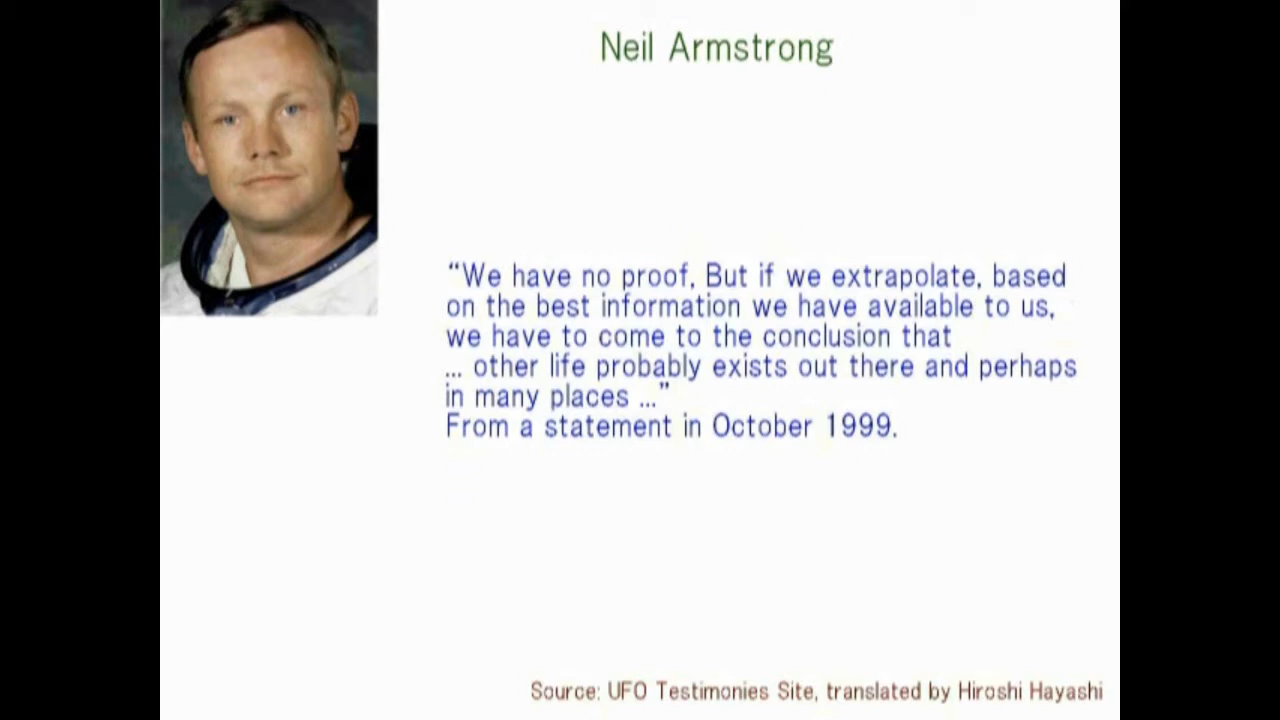 Neil Armstrong
“We have no proof, But if we extrapolate, based
on the best information we have available to us,
we have to come to the conclusion that
... other life probably exists out there and perhaps
in many places ...”
From a statement in October 1999.
Source: UFO Testimonies Site, translated by Hiroshi Hayashi